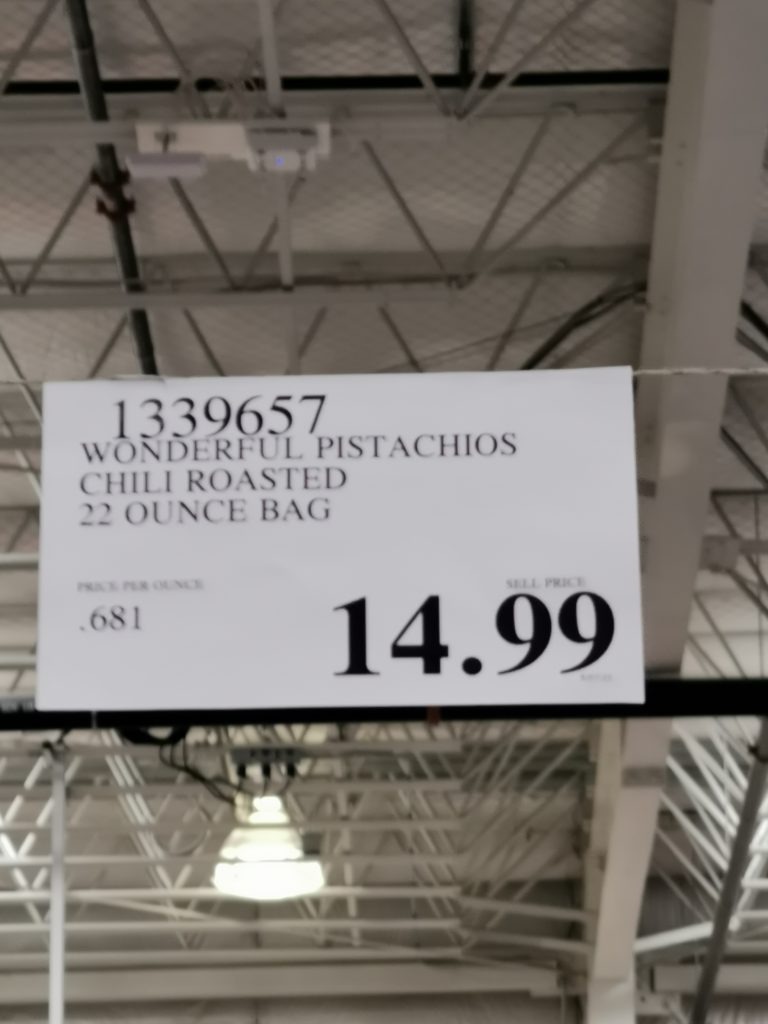 1339657
WONDERFUL PISTACHIOS
CHILI ROASTED
22 OUNCE BAG
PRICE PER OUNCE
SELL PRICE
.681
14.99